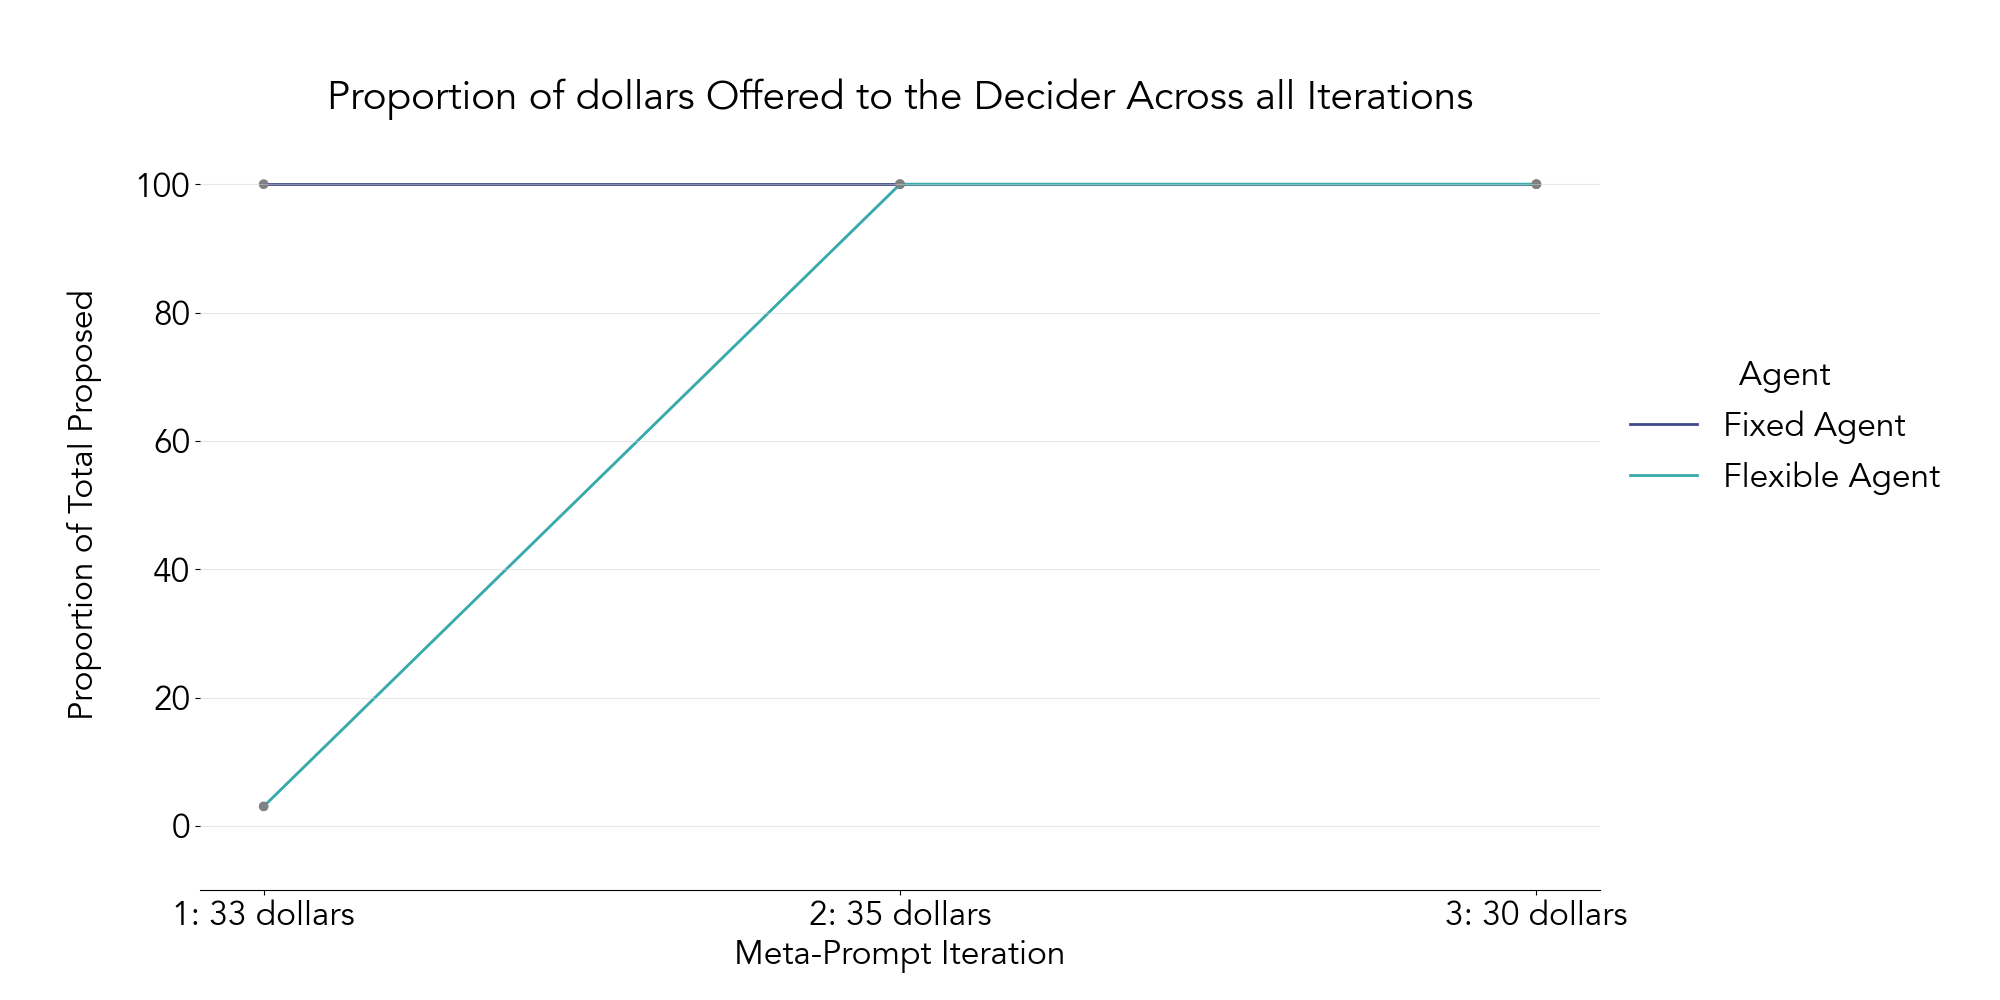 Proportion of dollars Offered to the Decider Across all Iterations
Proportion of Total Proposed
100
80
60
40
20
0
1: 33 dollars
2: 35 dollars
3: 30 dollars
Meta-Prompt Iteration
Agent
Fixed Agent
Flexible Agent